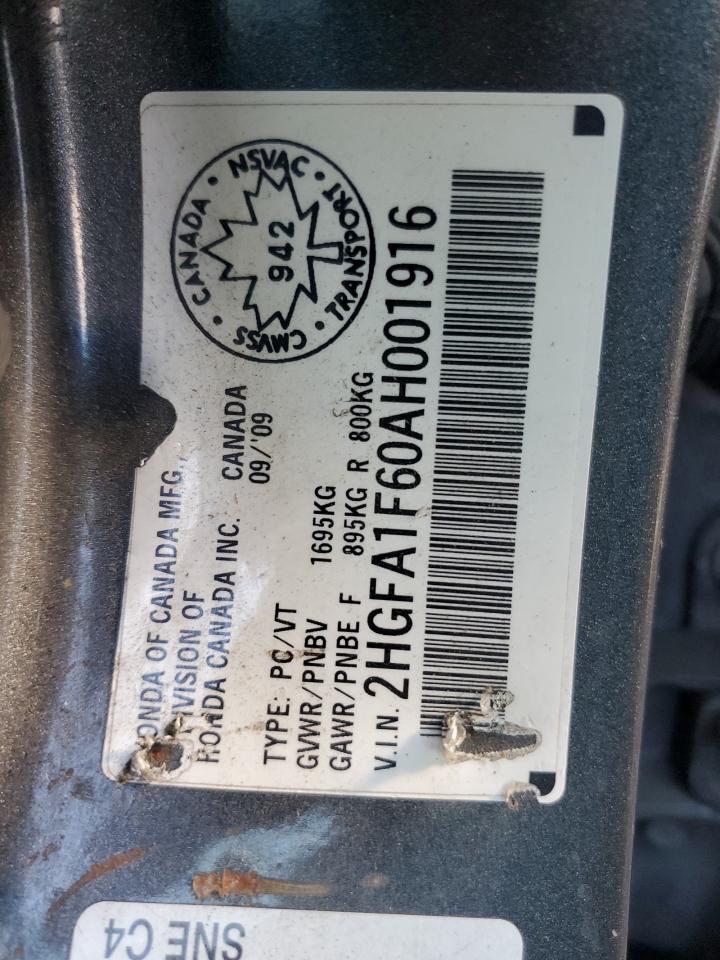 HONDA OF CANADA MFG.,
DIVISION OF
HONDA CANADA INC. CANADA
09/'09
TYPE: PC/VT
GVWR/PNBV 1695KG
GAWR/PNBE F 895KG R 800KG
V.I.N. 2HGFA1F60AH001916
CANADA • NSVAC • TRANSPORT • CMVSS •
942
SNE C4